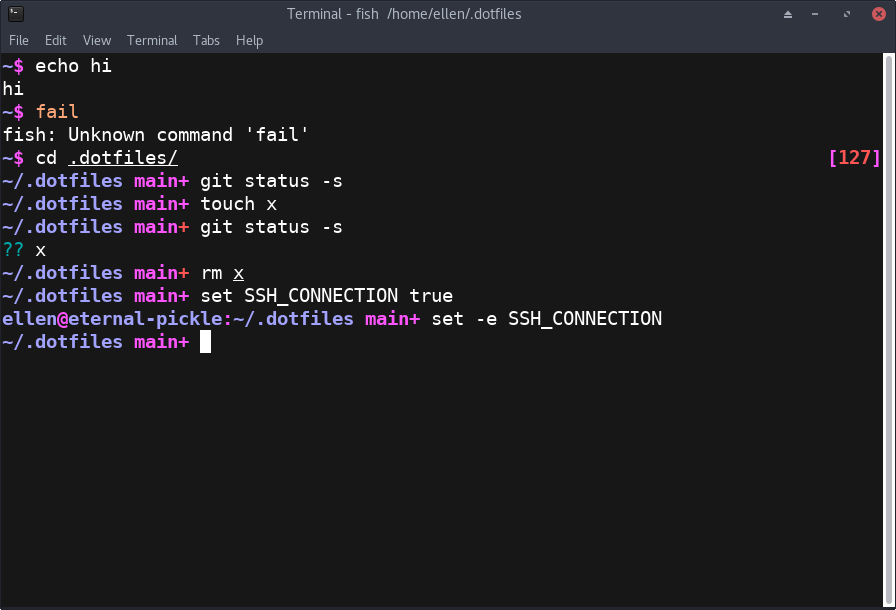 Terminal - fish /home/ellen/.dotfiles
File Edit View Terminal Tabs Help
~$ echo hi
hi
~$ fail
fish: Unknown command 'fail'
~$ cd .dotfiles/ [127]
~/.dotfiles main+ git status -s
~/.dotfiles main+ touch x
~/.dotfiles main+ git status -s
?? x
~/.dotfiles main+ rm x
~/.dotfiles main+ set SSH_CONNECTION true
ellen@eternal-pickle:~/.dotfiles main+ set -e SSH_CONNECTION
~/.dotfiles main+